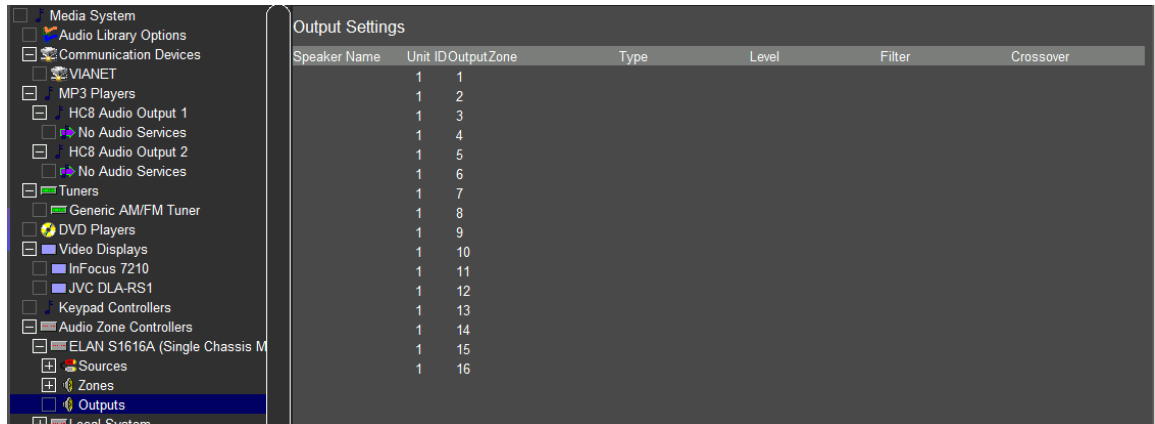 Media System
Audio Library Options
Communication Devices
VIANET
MP3 Players
HC8 Audio Output 1
No Audio Services
HC8 Audio Output 2
No Audio Services
Tuners
Generic AM/FM Tuner
DVD Players
Video Displays
InFocus 7210
JVC DLA-RS1
Keypad Controllers
Audio Zone Controllers
ELAN S1616A (Single Chassis M
Sources
Zones
Outputs
Local System
Output Settings
Speaker Name Unit ID Output Zone Type Level Filter Crossover
1 1
1 2
1 3
1 4
1 5
1 6
1 7
1 8
1 9
1 10
1 11
1 12
1 13
1 14
1 15
1 16